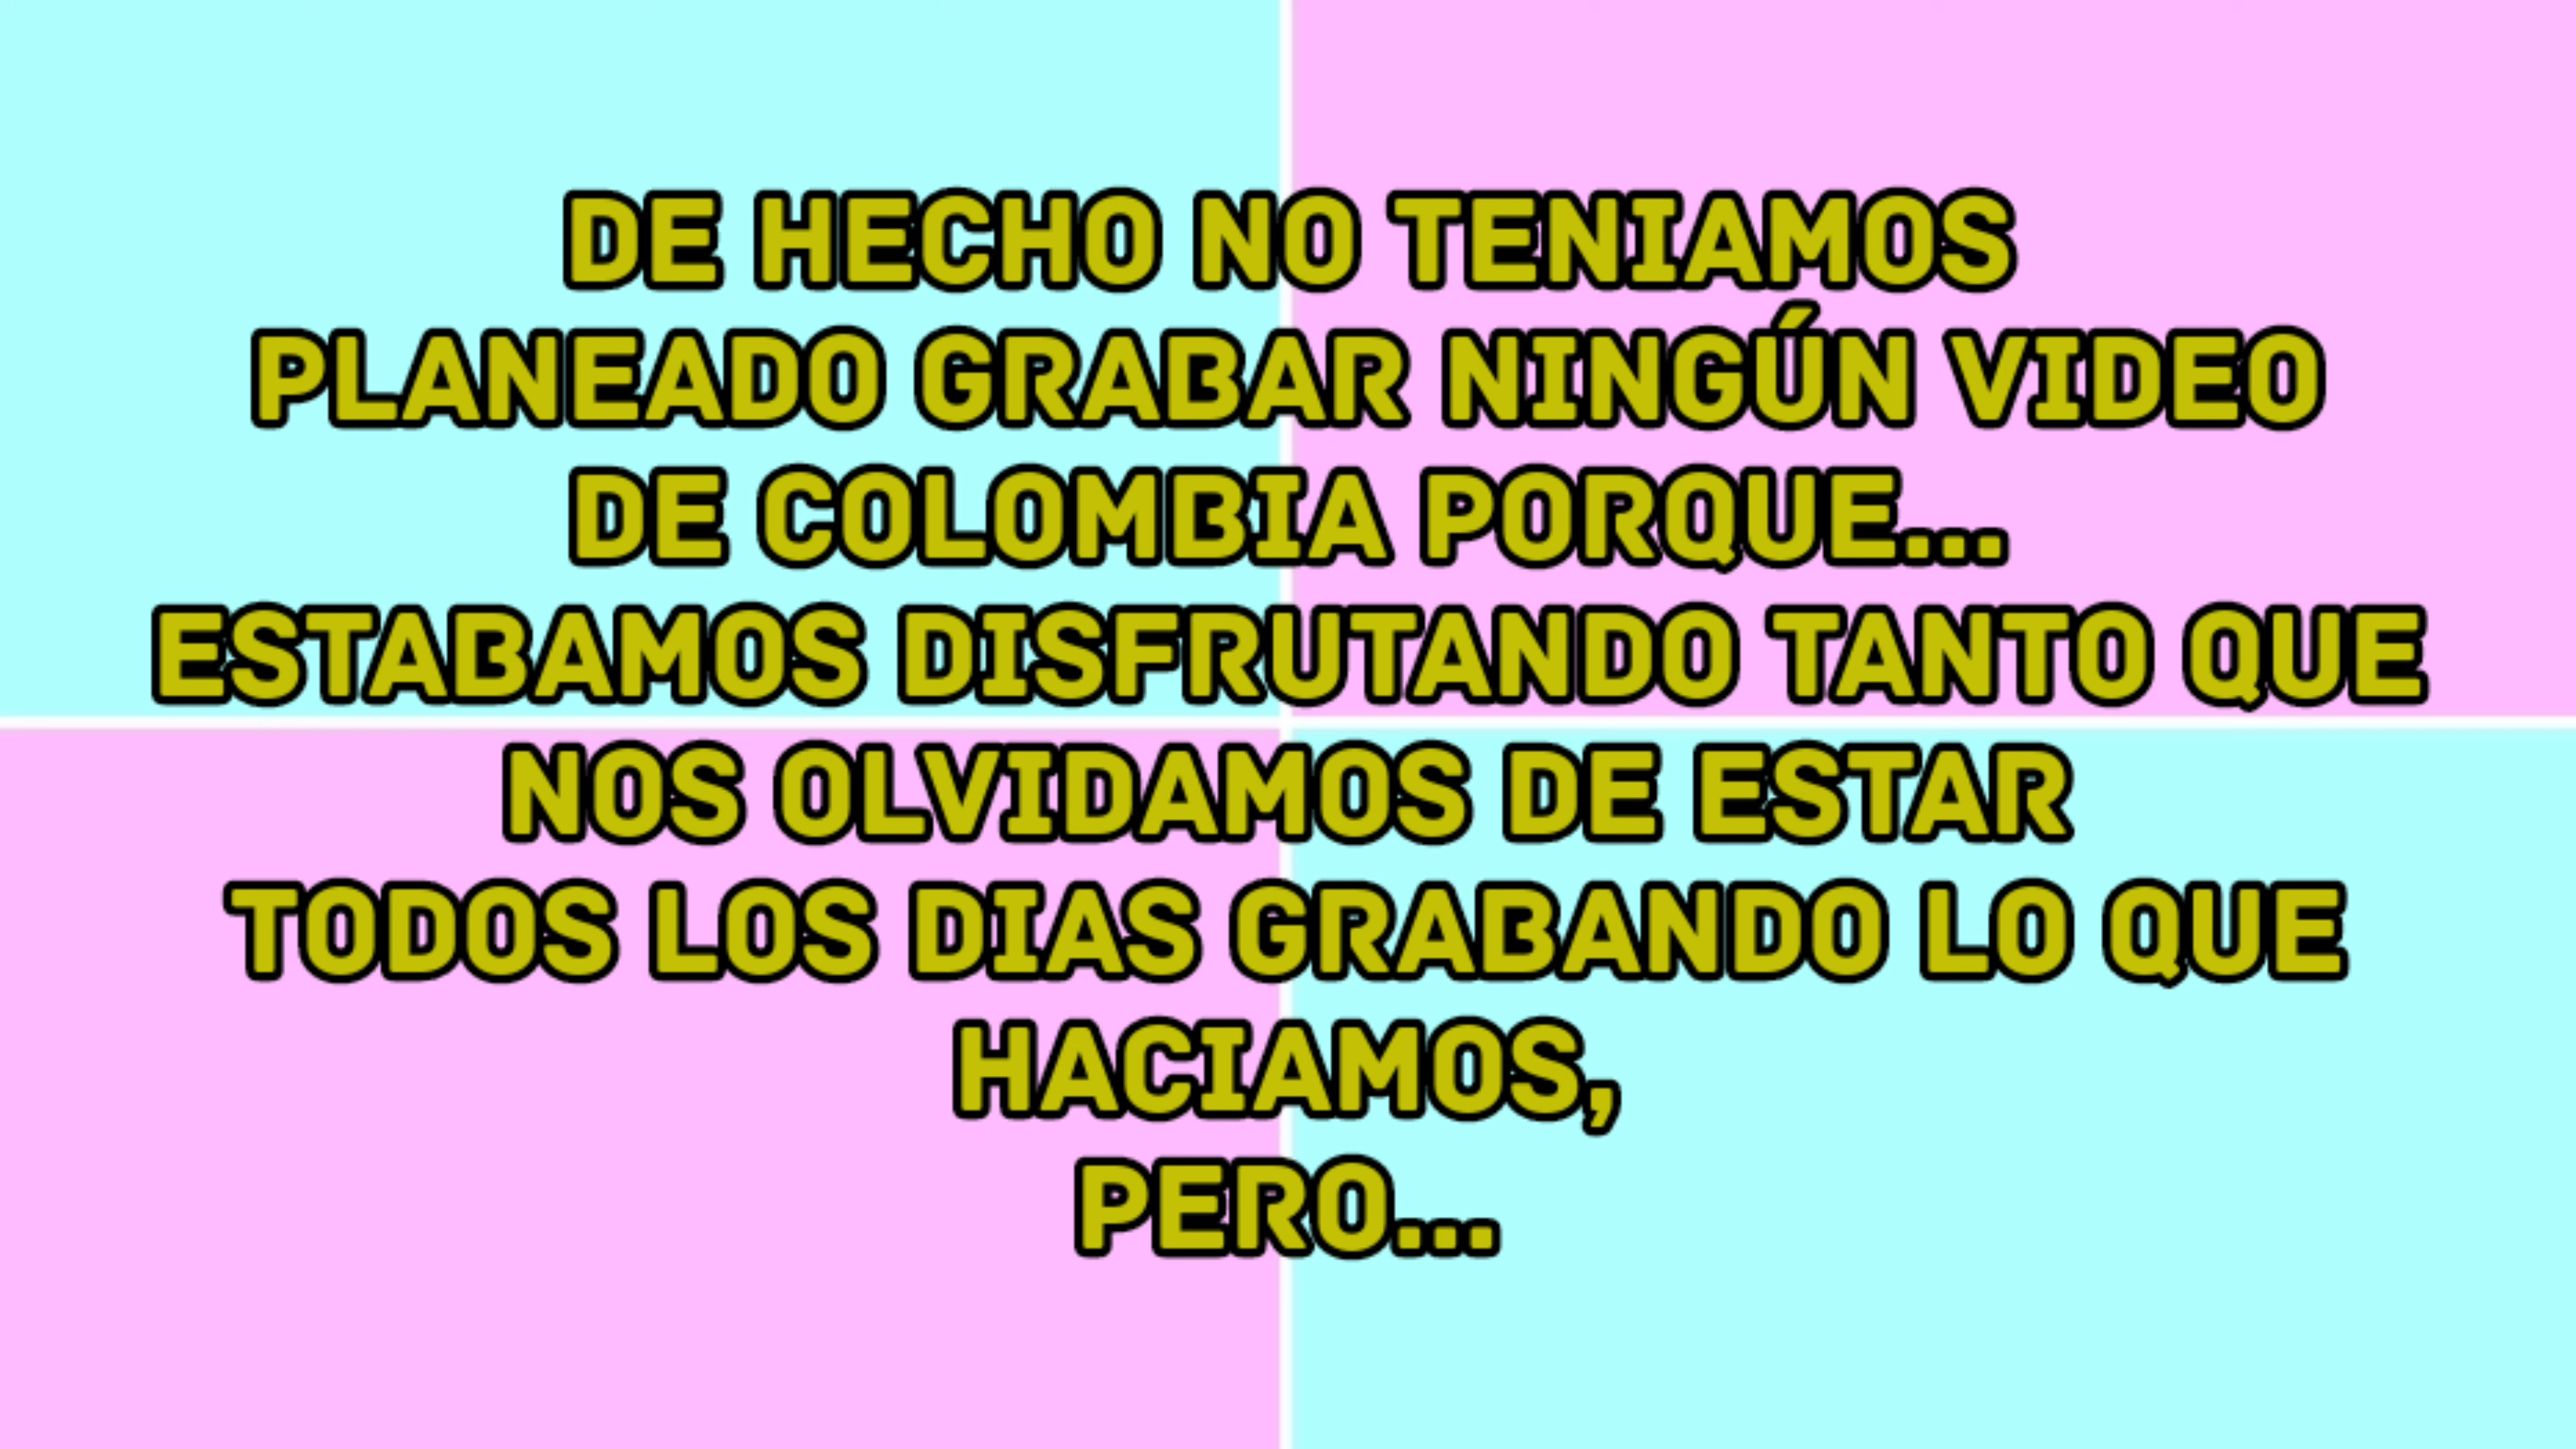 DE HECHO NO TENIAMOS
PLANEADO GRABAR NINGÚN VIDEO
DE COLOMBIA PORQUE...
ESTABAMOS DISFRUTANDO TANTO QUE
NOS OLVIDAMOS DE ESTAR
TODOS LOS DIAS GRABANDO LO QUE
HACIAMOS,
PERO...